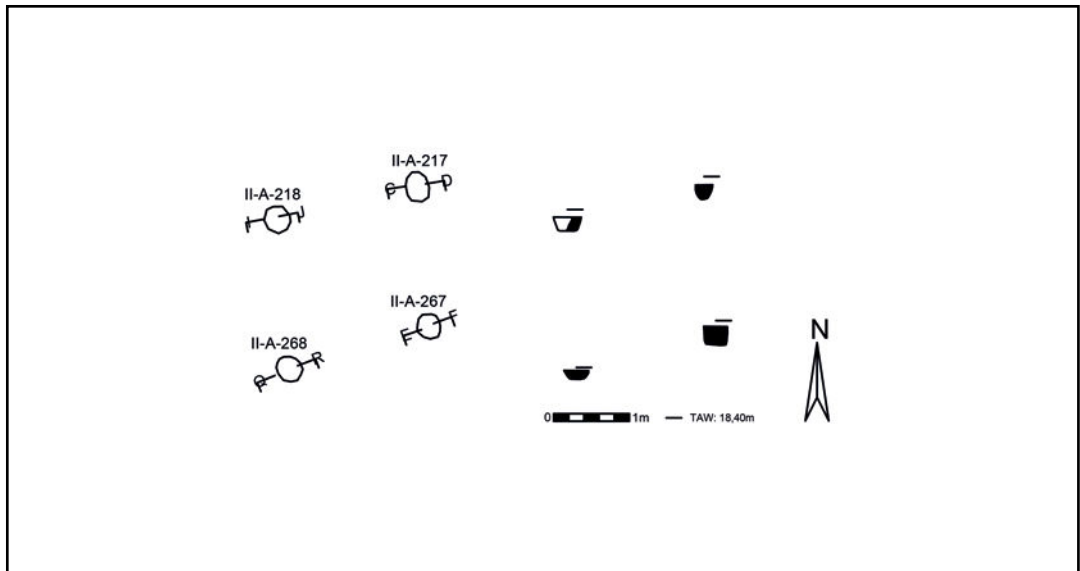 II-A-217
II-A-218
II-A-267
II-A-268
F F
R
N
0 1m
TAW: 18,40m